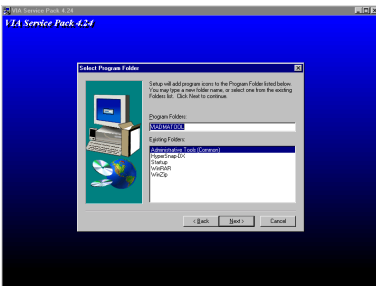 VIA Service Pack 4.24
VIA Service Pack 4.24
Select Program Folder
Setup will add program icons to the Program Folder listed below.
You may type a new folder name, or select one from the existing
Folders list. Click Next to continue.
Program Folders:
VIADMATOOL
Existing Folders:
Administrative Tools (Common)
HyperSnap-DX
Startup
WinRAR
WinZip
< Back
Next >
Cancel